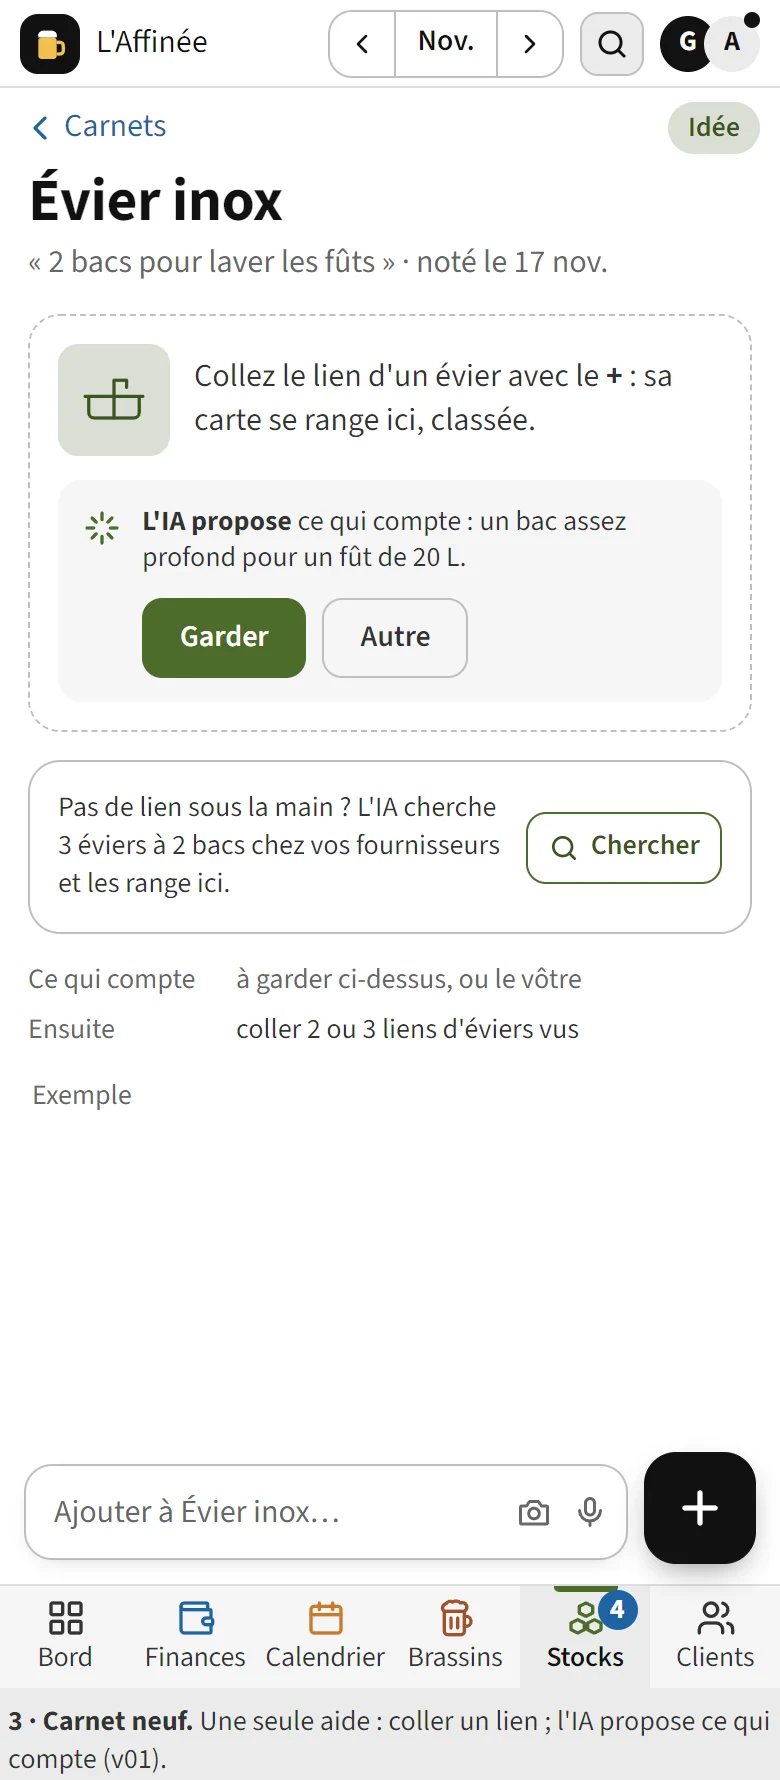 L'Affinée
Nov.
G
A
Carnets
Idée
Évier inox
« 2 bacs pour laver les fûts » · noté le 17 nov.
Collez le lien d'un évier avec le + : sa
carte se range ici, classée.
L'IA propose ce qui compte : un bac assez
profond pour un fût de 20 L.
Garder
Autre
Pas de lien sous la main ? L'IA cherche
3 éviers à 2 bacs chez vos fournisseurs
et les range ici.
Chercher
Ce qui compte à garder ci-dessus, ou le vôtre
Ensuite coller 2 ou 3 liens d'éviers vus
Exemple
Ajouter à Évier inox…
4
Bord
Finances
Calendrier
Brassins
Stocks
Clients
3 · Carnet neuf. Une seule aide : coller un lien ; l'IA propose ce qui
compte (v01).